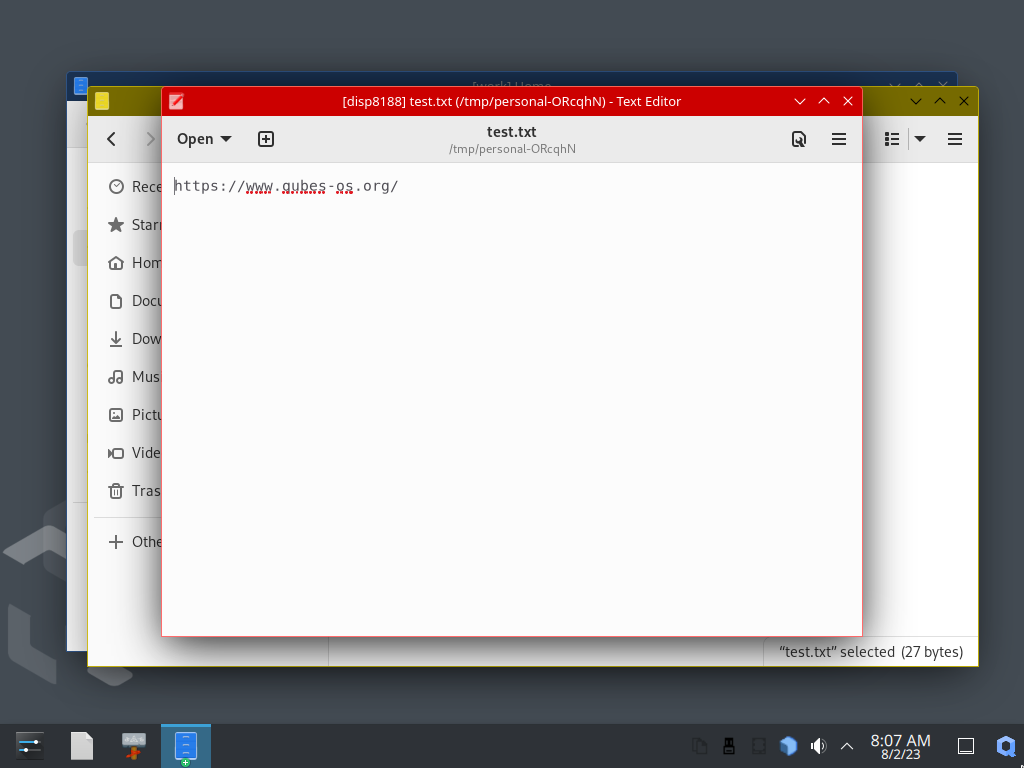 [work] Home
[disp8188] test.txt (/tmp/personal-ORcqhN) - Text Editor
Open
test.txt
/tmp/personal-ORcqhN
https://www.qubes-os.org/
Rece
Starr
Hom
Docu
Dow
Mus
Pictu
Vide
Tras
Othe
“test.txt” selected (27 bytes)
8:07 AM
8/2/23